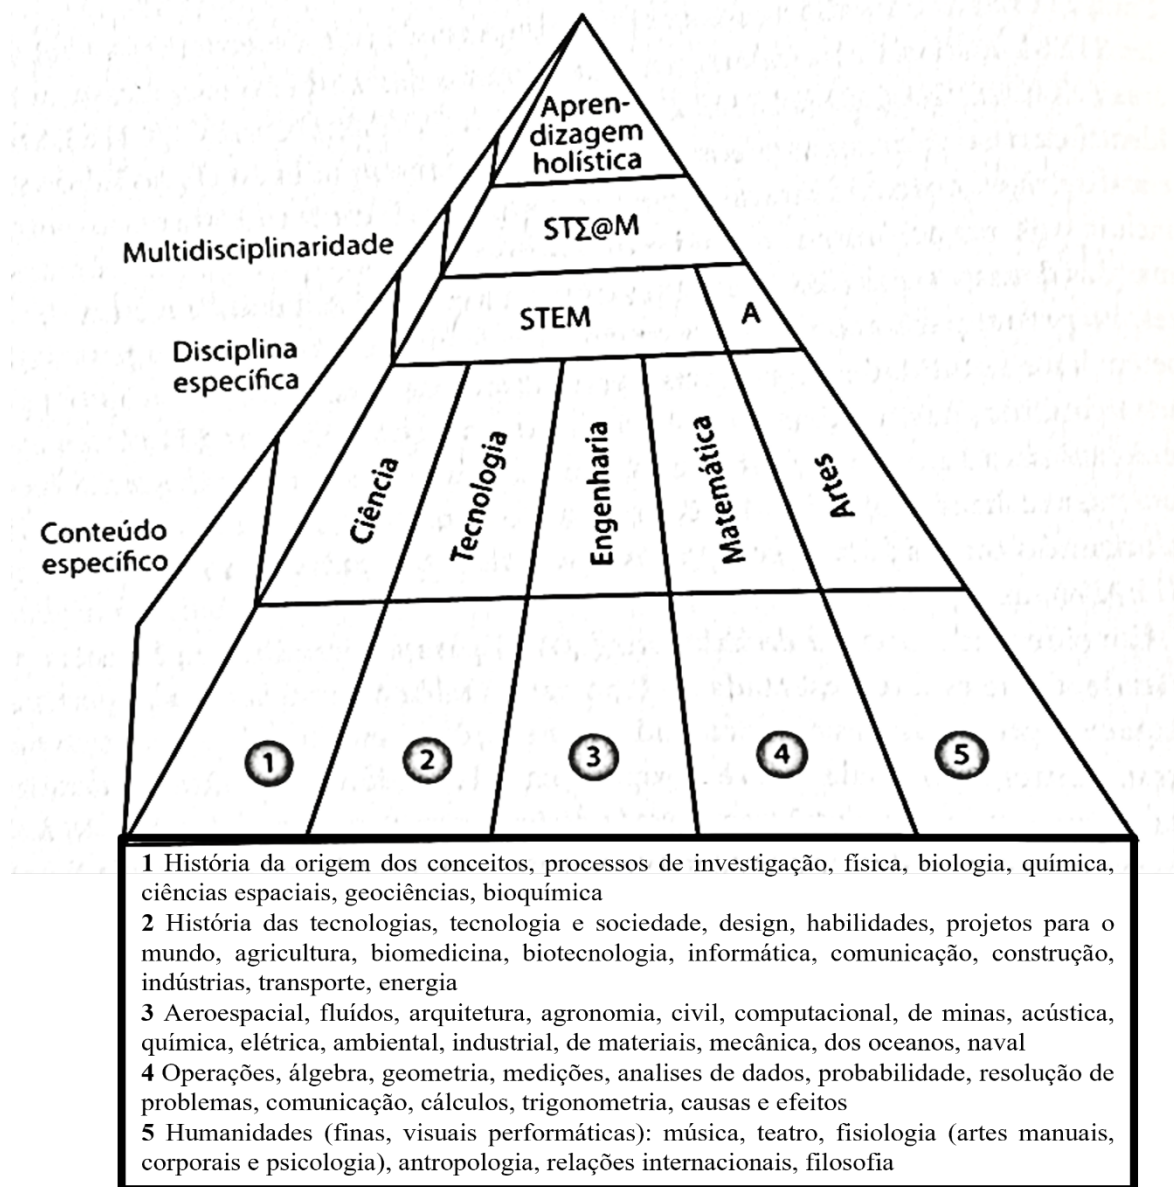 Apren-
dizagem
holística
STΣ@M
Multidisciplinaridade
STEM
A
Disciplina
específica
Ciência
Tecnologia
Engenharia
Matemática
Artes
Conteúdo
específico
1
2
3
4
5
1 História da origem dos conceitos, processos de investigação, física, biologia, química,
ciências espaciais, geociências, bioquímica
2 História das tecnologias, tecnologia e sociedade, design, habilidades, projetos para o
mundo, agricultura, biomedicina, biotecnologia, informática, comunicação, construção,
indústrias, transporte, energia
3 Aeroespacial, fluídos, arquitetura, agronomia, civil, computacional, de minas, acústica,
química, elétrica, ambiental, industrial, de materiais, mecânica, dos oceanos, naval
4 Operações, álgebra, geometria, medições, analises de dados, probabilidade, resolução de
problemas, comunicação, cálculos, trigonometria, causas e efeitos
5 Humanidades (finas, visuais performáticas): música, teatro, fisiologia (artes manuais,
corporais e psicologia), antropologia, relações internacionais, filosofia